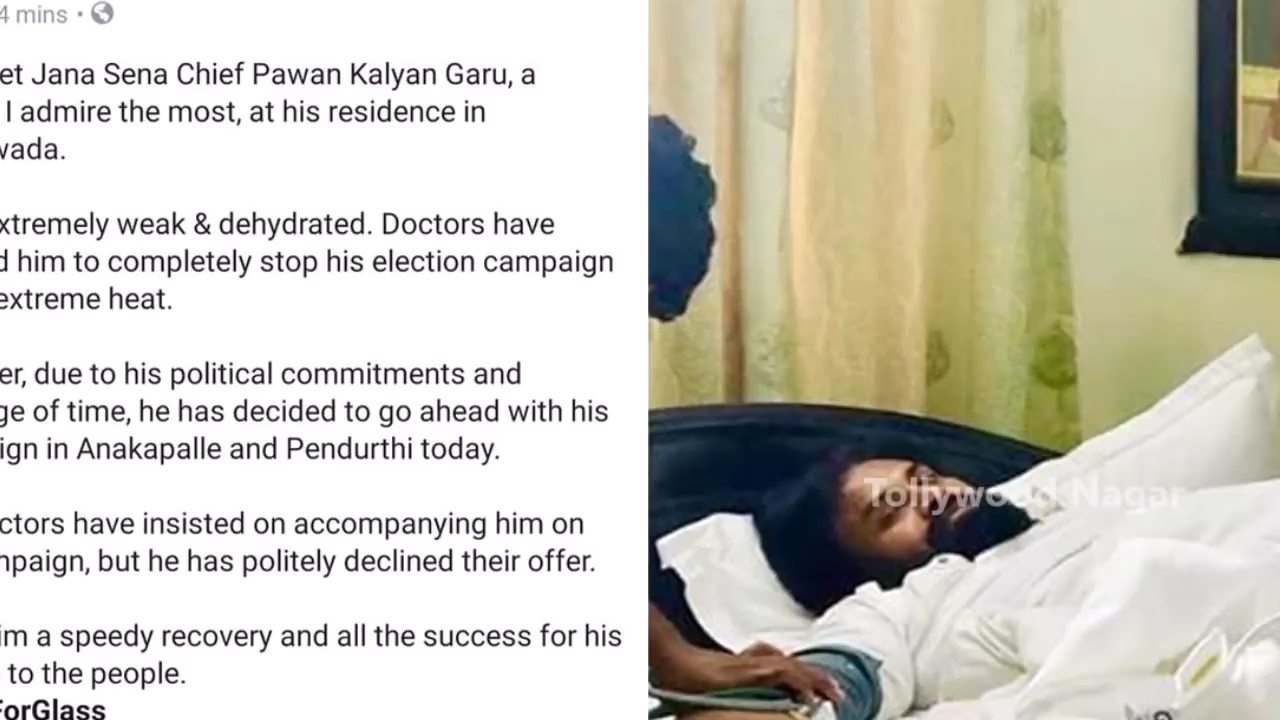 4 mins ·
et Jana Sena Chief Pawan Kalyan Garu, a
I admire the most, at his residence in
wada.
xtremely weak & dehydrated. Doctors have
d him to completely stop his election campaign
extreme heat.
er, due to his political commitments and
ge of time, he has decided to go ahead with his
ign in Anakapalle and Pendurthi today.
ctors have insisted on accompanying him on
npaign, but he has politely declined their offer.
im a speedy recovery and all the success for his
to the people.
ForGlass
Tollywood Nagar